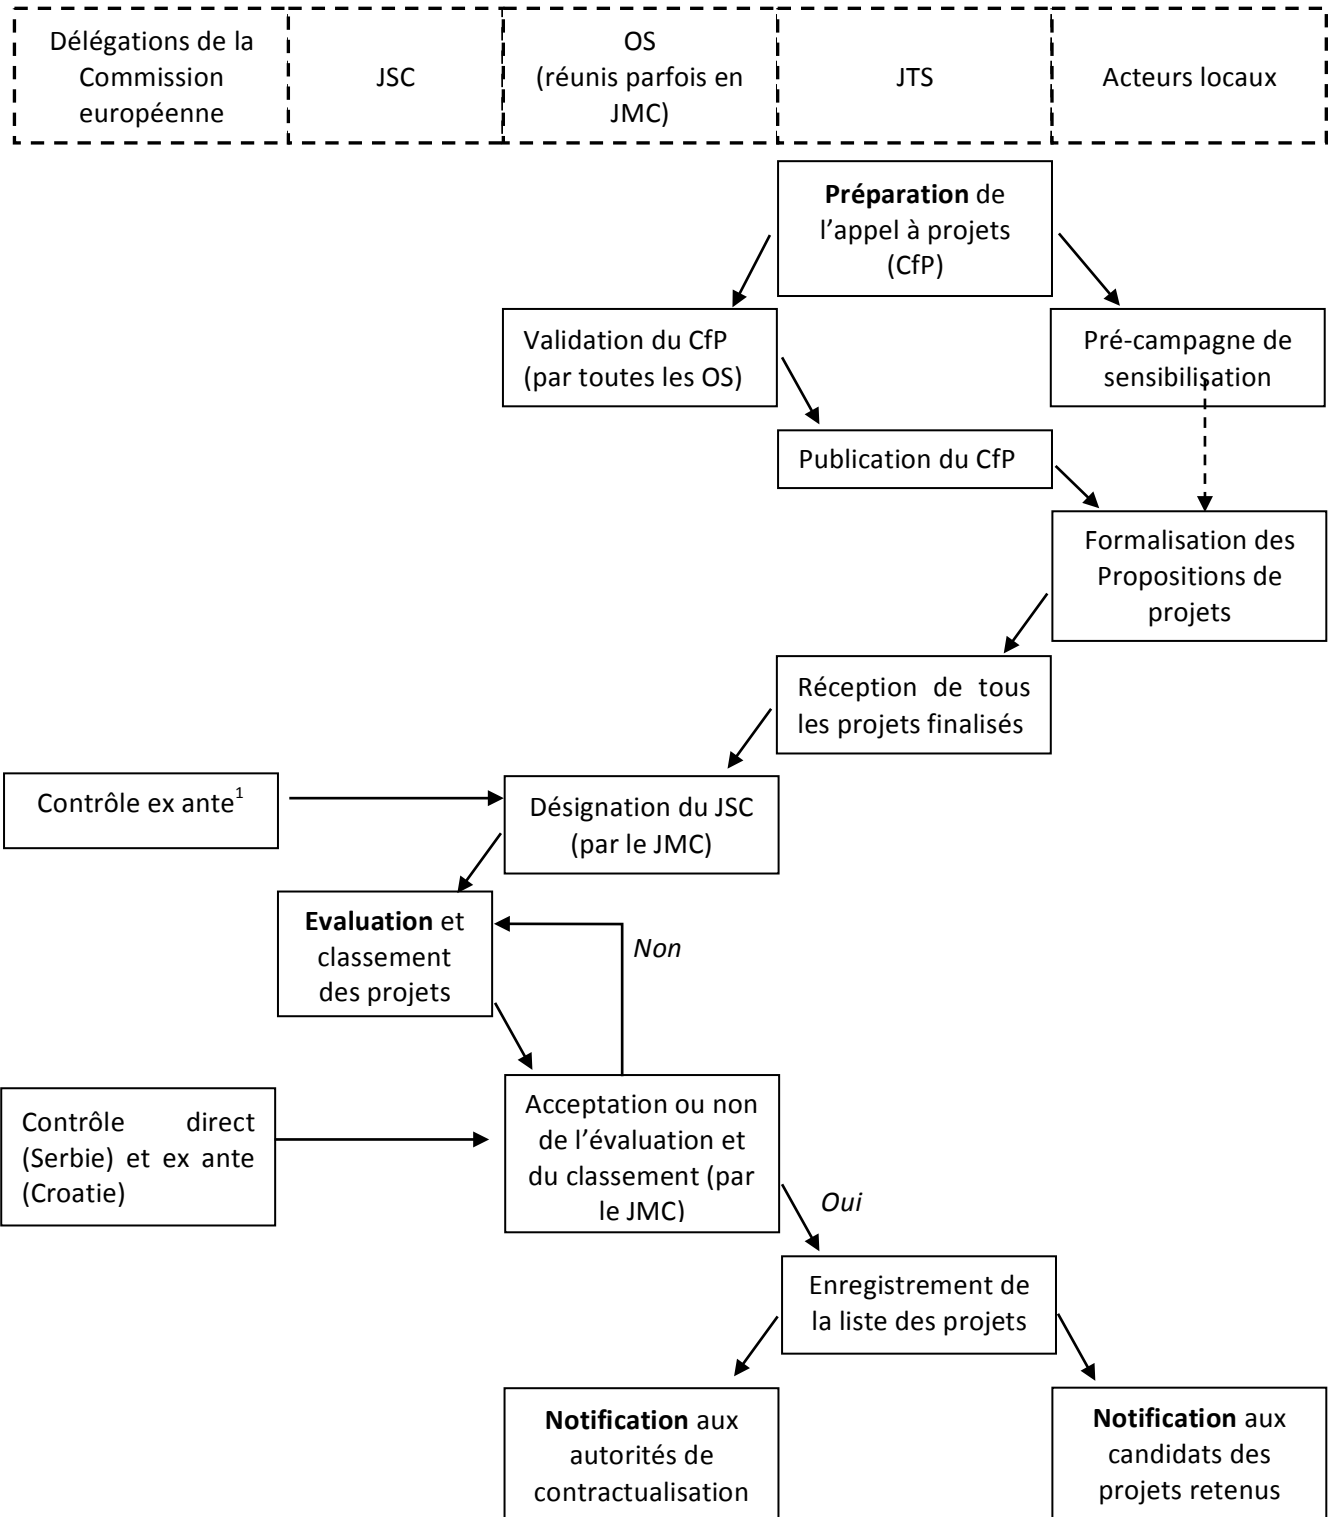 Délégations de la
Commission
européenne
JSC
OS
(réunis parfois en
JMC)
JTS
Acteurs locaux
Préparation de
l’appel à projets
(CfP)
Validation du CfP
(par toutes les OS)
Pré-campagne de
sensibilisation
Publication du CfP
Formalisation des
Propositions de
projets
Réception de tous
les projets finalisés
Contrôle ex ante¹
Désignation du JSC
(par le JMC)
Evaluation et
classement
des projets
Non
Contrôle direct
(Serbie) et ex ante
(Croatie)
Acceptation ou non
de l’évaluation et
du classement (par
le JMC)
Oui
Enregistrement de
la liste des projets
Notification aux
autorités de
contractualisation
Notification aux
candidats des
projets retenus